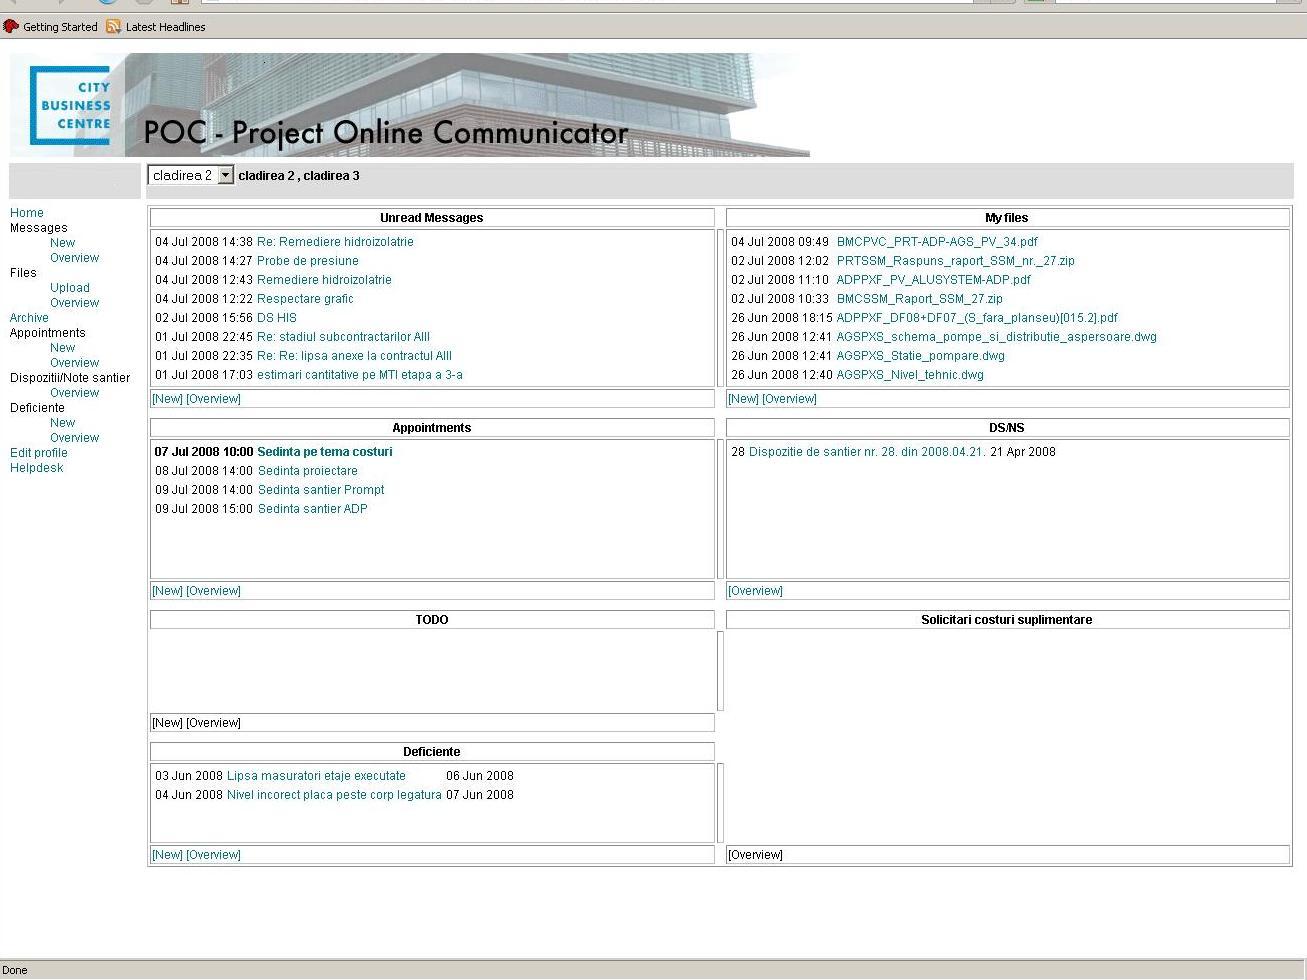 Getting Started Latest Headlines
CITY
BUSINESS
CENTRE
POC - Project Online Communicator
cladirea 2 cladirea 2 , cladirea 3
Home
Messages
New
Overview
Files
Upload
Overview
Archive
Appointments
New
Overview
Dispozitii/Note santier
Overview
Deficiente
New
Overview
Edit profile
Helpdesk
Unread Messages
04 Jul 2008 14:38 Re: Remediere hidroizolatrie
04 Jul 2008 14:27 Probe de presiune
04 Jul 2008 12:43 Remediere hidroizolatrie
04 Jul 2008 12:22 Respectare grafic
02 Jul 2008 15:56 DS HIS
01 Jul 2008 22:45 Re: stadiul subcontractarilor AIII
01 Jul 2008 22:35 Re: Re: lipsa anexe la contractul AIII
01 Jul 2008 17:03 estimari cantitative pe MTI etapa a 3-a
[New] [Overview]
My files
04 Jul 2008 09:49 BMCPVC_PRT-ADP-AGS_PV_34.pdf
02 Jul 2008 12:02 PRTSSM_Raspuns_raport_SSM_nr._27.zip
02 Jul 2008 11:10 ADPPXF_PV_ALUSYSTEM-ADP.pdf
02 Jul 2008 10:33 BMCSSM_Raport_SSM_27.zip
26 Jun 2008 18:15 ADPPXF_DF08+DF07_(S_fara_planseu)[015.2].pdf
26 Jun 2008 12:41 AGSPXS_schema_pompe_si_distributie_aspersoare.dwg
26 Jun 2008 12:41 AGSPXS_Statie_pompare.dwg
26 Jun 2008 12:40 AGSPXS_Nivel_tehnic.dwg
[New] [Overview]
Appointments
07 Jul 2008 10:00 Sedinta pe tema costuri
08 Jul 2008 14:00 Sedinta proiectare
09 Jul 2008 14:00 Sedinta santier Prompt
09 Jul 2008 15:00 Sedinta santier ADP
[New] [Overview]
DS/NS
28 Dispozitie de santier nr. 28. din 2008.04.21. 21 Apr 2008
[Overview]
TODO
[New] [Overview]
Solicitari costuri suplimentare
[Overview]
Deficiente
03 Jun 2008 Lipsa masuratori etaje executate 06 Jun 2008
04 Jun 2008 Nivel incorect placa peste corp legatura 07 Jun 2008
[New] [Overview]
Done